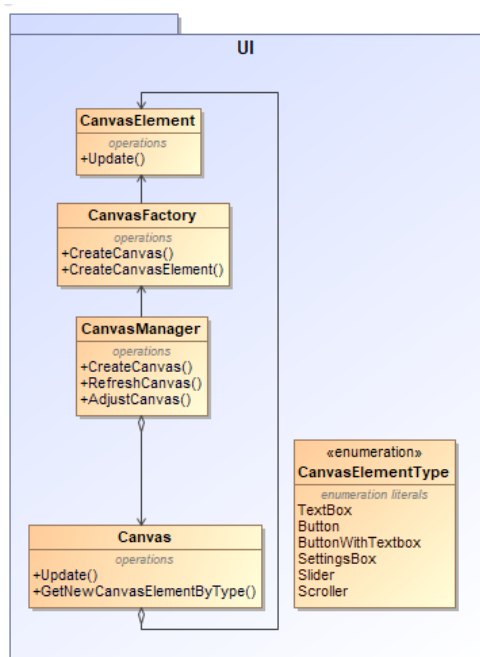 UI
CanvasElement
operations
+Update()
CanvasFactory
operations
+CreateCanvas()
+CreateCanvasElement()
CanvasManager
operations
+CreateCanvas()
+RefreshCanvas()
+AdjustCanvas()
«enumeration»
CanvasElementType
enumeration literals
TextBox
Button
ButtonWithTextbox
SettingsBox
Slider
Scroller
Canvas
operations
+Update()
+GetNewCanvasElementByType()